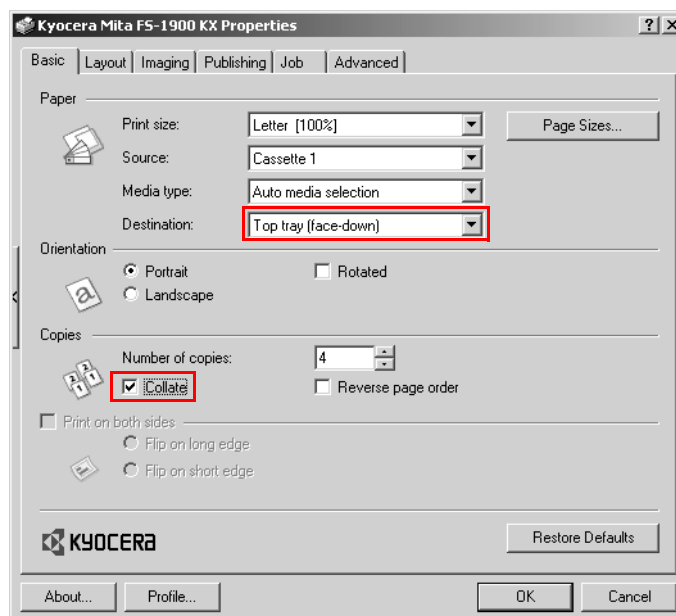 Kyocera Mita FS-1900 KX Properties
Basic Layout Imaging Publishing Job Advanced
Paper
Print size: Letter [100%] Page Sizes...
Source: Cassette 1
Media type: Auto media selection
Destination: Top tray (face-down)
Orientation
Portrait Rotated
Landscape
Copies
Number of copies: 4
Collate Reverse page order
Print on both sides
Flip on long edge
Flip on short edge
KYOCERA Restore Defaults
About... Profile... OK Cancel